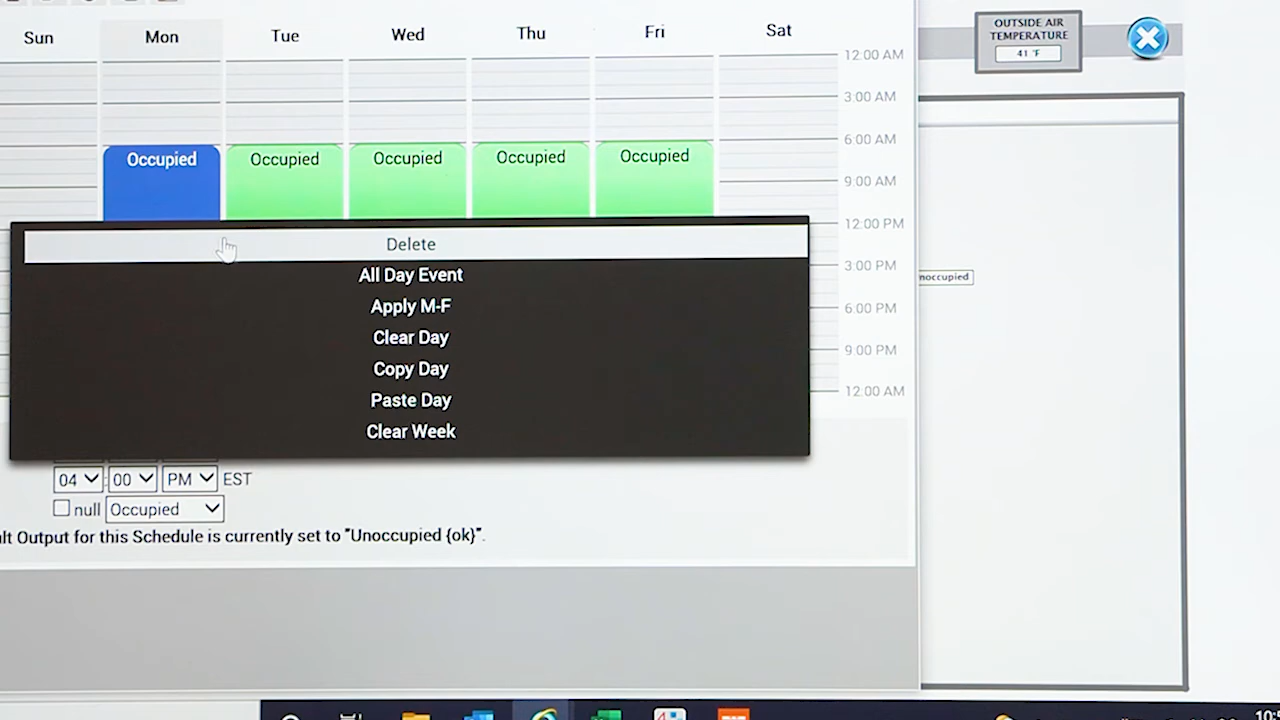 OUTSIDE AIR
TEMPERATURE
41 °F
Sun Mon Tue Wed Thu Fri Sat
12:00 AM
3:00 AM
6:00 AM
Occupied Occupied Occupied Occupied Occupied
9:00 AM
12:00 PM
Delete
3:00 PM
All Day Event
noccupied
Apply M-F
6:00 PM
Clear Day
9:00 PM
Copy Day
12:00 AM
Paste Day
Clear Week
04 : 00 PM EST
null Occupied
lt Output for this Schedule is currently set to "Unoccupied {ok}".